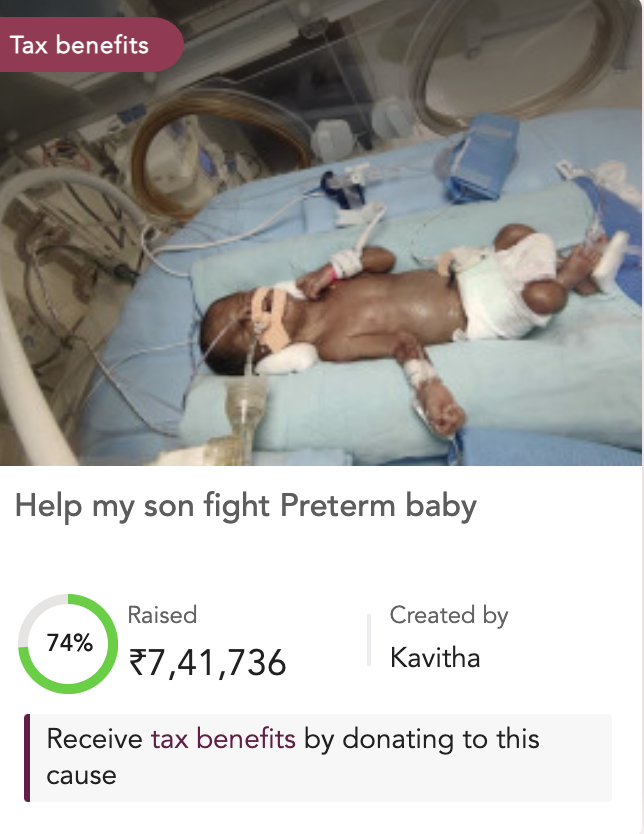 Tax benefits
Help my son fight Preterm baby
74%
Raised
₹7,41,736
Created by
Kavitha
Receive tax benefits by donating to this
cause